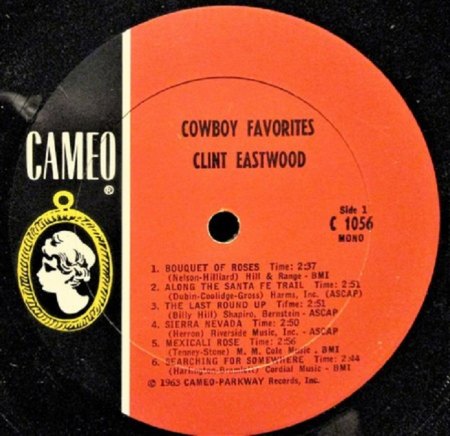 COWBOY FAVORITES
CLINT EASTWOOD
CAMEO®
Side 1
C 1056
MONO
1. BOUQUET OF ROSES Time: 2:37
(Nelson-Hilliard) Hill & Range - BMI
2. ALONG THE SANTA FE TRAIL Time: 2:51
(Dubin-Coolidge-Gross) Harms, Inc. (ASCAP)
3. THE LAST ROUND UP Tifme: 2:51
(Billy Hill) Shapiro, Bernstein - ASCAP
4. SIERRA NEVADA Time: 2:50
(Herron) Riverside Music, Inc. - ASCAP
5. MEXICALI ROSE Time: 2:56
(Tenney-Stone) M. M. Cole Music . BMI
6. SEARCHING FOR SOMEWHERE Time: 2:44
(Harlington-Bramlett) Cordial Music - BMI
© 1963 CAMEO-PARKWAY Records, Inc.